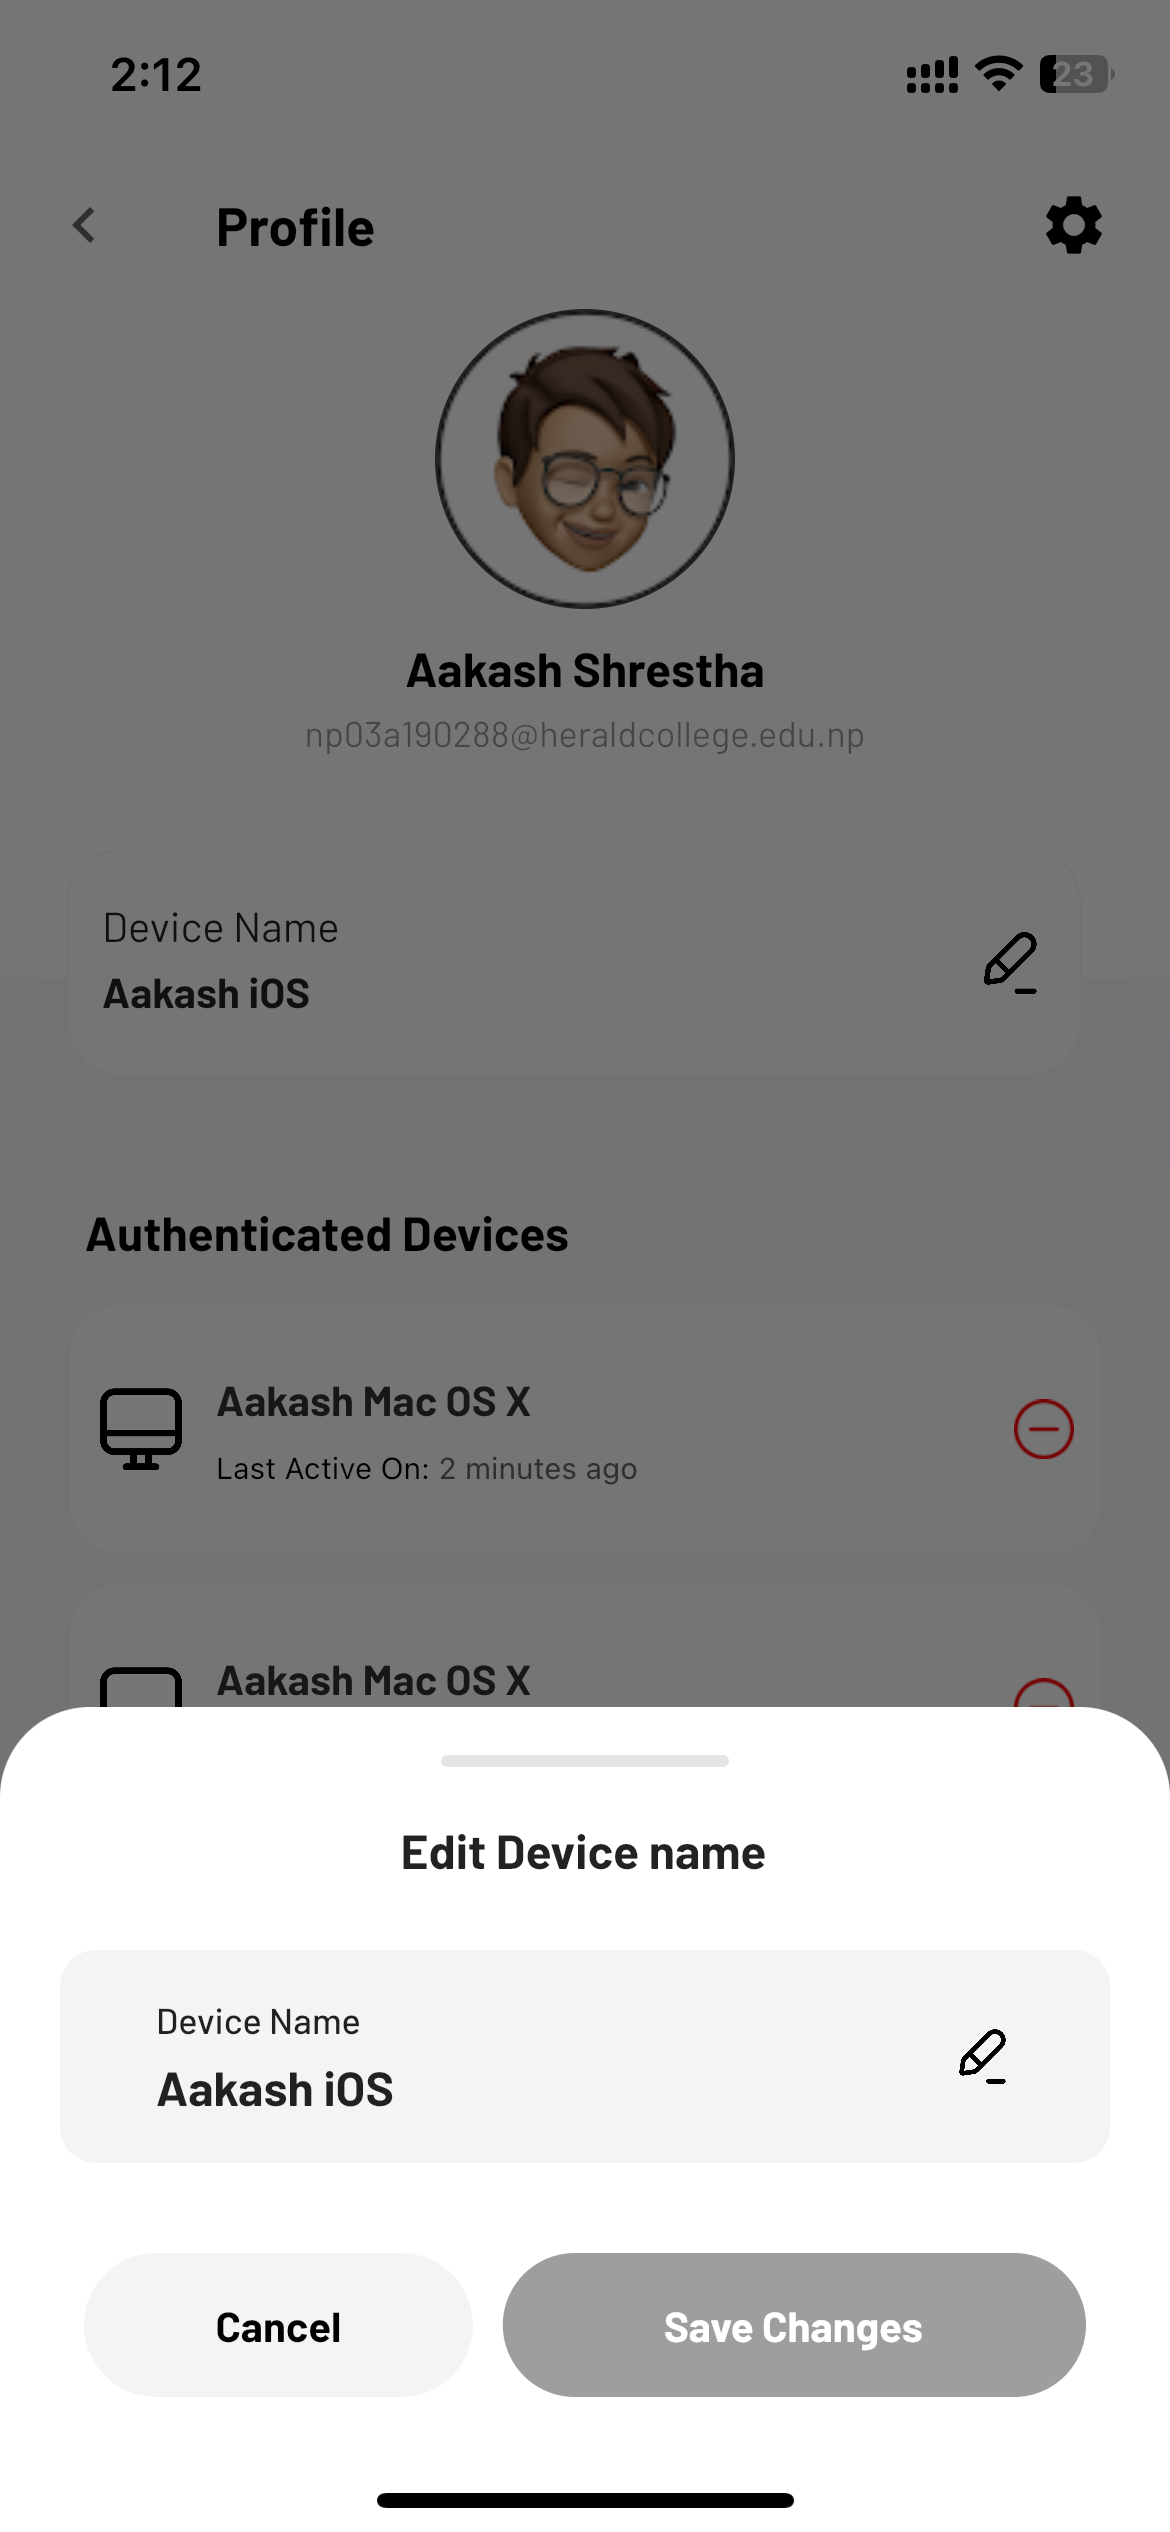 2:12
23
Profile
Aakash Shrestha
np03a190288@heraldcollege.edu.np
Device Name
Aakash iOS
Authenticated Devices
Aakash Mac OS X
Last Active On: 2 minutes ago
Aakash Mac OS X
Edit Device name
Device Name
Aakash iOS
Cancel
Save Changes